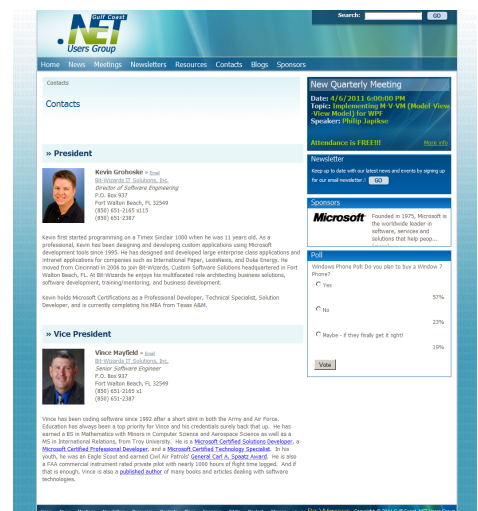 Gulf Coast
.NET
Users Group
Search:
GO
Home News Meetings Newsletters Resources Contacts Blogs Sponsors
Contacts
Contacts
» President
Kevin Grohoske » Email
Bit-Wizards IT Solutions, Inc.
Director of Software Engineering
P.O. Box 937
Fort Walton Beach, FL 32549
(850) 651-2165 x115
(850) 651-2387
Kevin first started programming on a Timex Sinclair 1000 when he was 11 years old. As a
professional, Kevin has been designing and developing custom applications using Microsoft
development tools since 1995. He has designed and developed large enterprise class applications and
intranet applications for companies such as International Paper, LexisNexis, and Duke Energy. He
moved from Cincinnati in 2006 to join Bit-Wizards, Custom Software Solutions headquartered in Fort
Walton Beach, FL. At Bit-Wizards he enjoys his multifaceted role architecting business solutions,
software development, training/mentoring, and business development.
Kevin holds Microsoft Certifications as a Professional Developer, Technical Specialist, Solution
Developer, and is currently completing his MBA from Texas A&M.
» Vice President
Vince Mayfield » Email
Bit-Wizards IT Solutions, Inc.
Senior Software Engineer
P.O. Box 937
Fort Walton Beach, FL 32549
(850) 651-2165 x1
(850) 651-2387
Vince has been coding software since 1992 after a short stint in both the Army and Air Force.
Education has always been a top priority for Vince and his credentials surely back that up. He has
earned a BS in Mathematics with Minors in Computer Science and Aerospace Science as well as a
MS in International Relations, from Troy University. He is a Microsoft Certified Solutions Developer, a
Microsoft Certified Professional Developer, and a Microsoft Certified Technology Specialist. In his
youth, he was an Eagle Scout and earned Civil Air Patrols' General Carl A. Spaatz Award. He is also
a FAA commercial instrument rated private pilot with nearly 1000 hours of flight time logged. And if
that is enough, Vince is also a published author of many books and articles dealing with software
technologies.
New Quarterly Meeting
Date: 4/6/2011 6:00:00 PM
Topic: Implementing M-V-VM (Model-View
-View Model) for WPF
Speaker: Philip Japikse
Attendance is FREE!!! More info
Newsletter
Keep up to date with our latest news and events by signing up
for our email newsletter.! GO
Sponsors
Microsoft
Founded in 1975, Microsoft is
the worldwide leader in
software, services and
solutions that help peop...
Poll
Windows Phone Poll: Do you plan to buy a Window 7
Phone?
Yes
57%
No
23%
Maybe - if they finally get it right!
19%
Vote